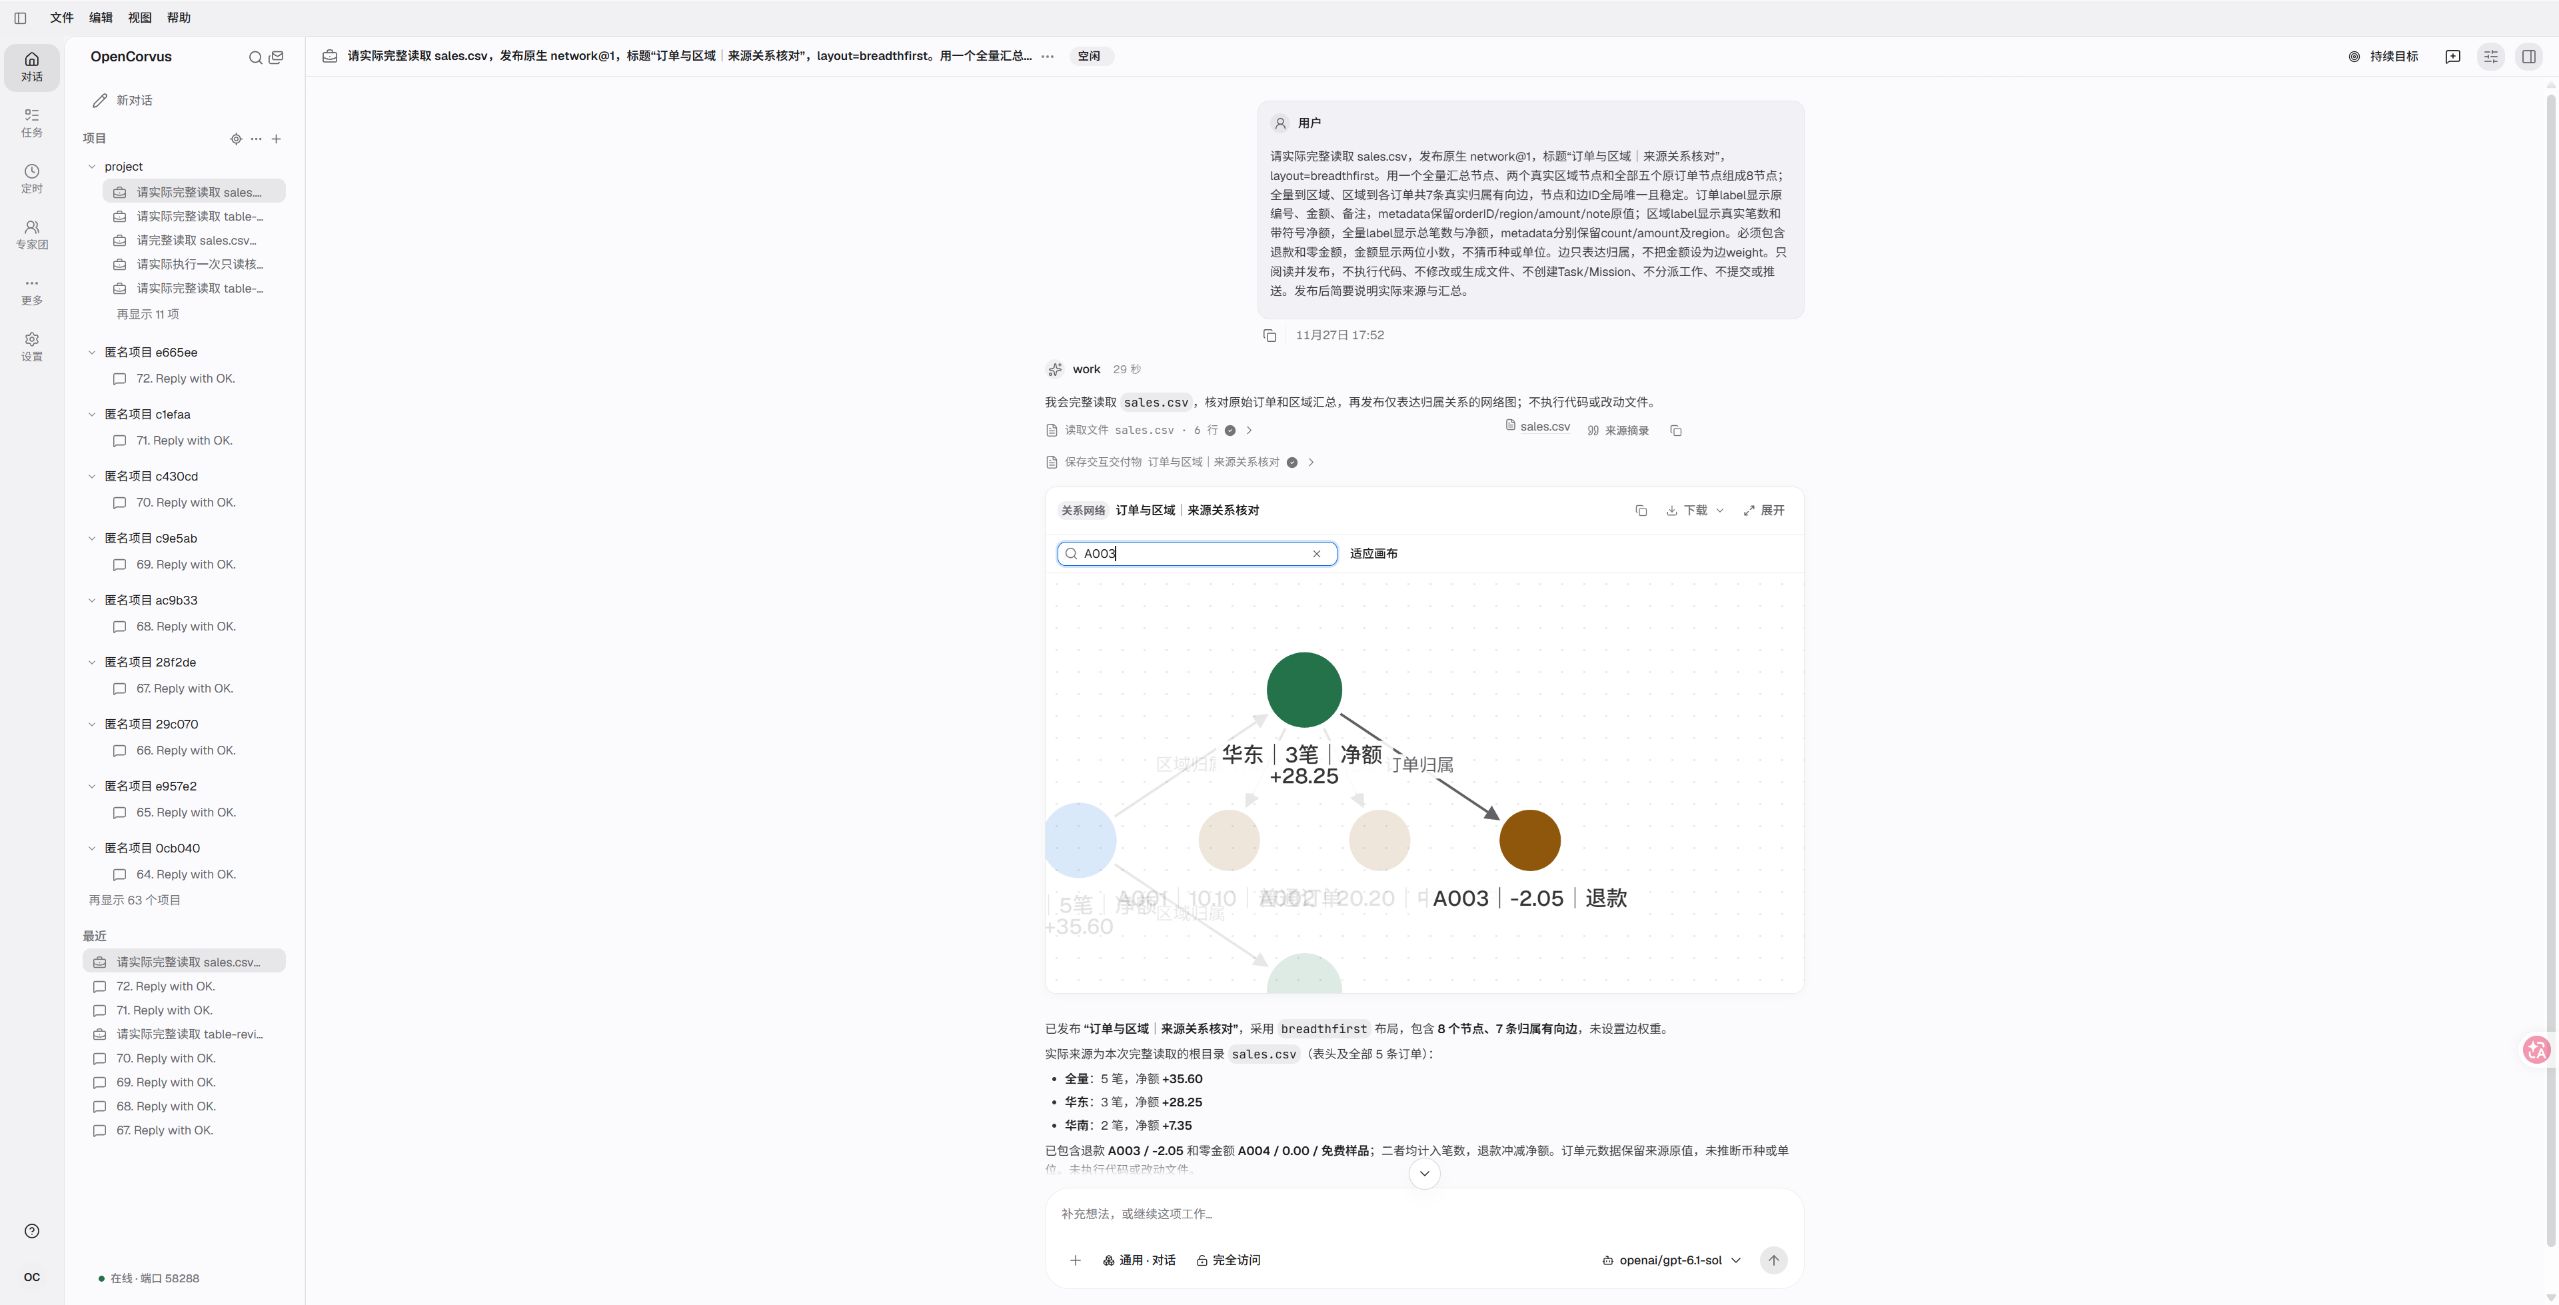 文件 编辑 视图 帮助
对话
任务
定时
专家团
更多
设置
OC
OpenCorvus
新对话
项目
project
请实际完整读取 sales....
请实际完整读取 table-...
请完整读取 sales.csv...
请实际执行一次只读核...
请实际完整读取 table-...
再显示 11 项
匿名项目 e665ee
72. Reply with OK.
匿名项目 c1efaa
71. Reply with OK.
匿名项目 c430cd
70. Reply with OK.
匿名项目 c9e5ab
69. Reply with OK.
匿名项目 ac9b33
68. Reply with OK.
匿名项目 28f2de
67. Reply with OK.
匿名项目 29c070
66. Reply with OK.
匿名项目 e957e2
65. Reply with OK.
匿名项目 0cb040
64. Reply with OK.
再显示 63 个项目
最近
请实际完整读取 sales.csv...
72. Reply with OK.
71. Reply with OK.
请实际完整读取 table-revi...
70. Reply with OK.
69. Reply with OK.
68. Reply with OK.
67. Reply with OK.
在线 · 端口 58288
请实际完整读取 sales.csv，发布原生 network@1，标题“订单与区域｜来源关系核对”，layout=breadthfirst。用一个全量汇总... 空闲
持续目标
用户
请实际完整读取 sales.csv，发布原生 network@1，标题“订单与区域｜来源关系核对”，
layout=breadthfirst。用一个全量汇总节点、两个真实区域节点和全部五个原订单节点组成8节点；
全量到区域、区域到各订单共7条真实归属有向边，节点和边ID全局唯一且稳定。订单label显示原
编号、金额、备注，metadata保留orderID/region/amount/note原值；区域label显示真实笔数和
带符号净额，全量label显示总笔数与净额，metadata分别保留count/amount及region。必须包含
退款和零金额，金额显示两位小数，不猜币种或单位。边只表达归属，不把金额设为边weight。只
阅读并发布，不执行代码、不修改或生成文件、不创建Task/Mission、不分派工作、不提交或推
送。发布后简要说明实际来源与汇总。
11月27日 17:52
work 29 秒
我会完整读取 sales.csv，核对原始订单和区域汇总，再发布仅表达归属关系的网络图；不执行代码或改动文件。
读取文件 sales.csv · 6 行
sales.csv 来源摘录
保存交互交付物 订单与区域｜来源关系核对
关系网络 订单与区域｜来源关系核对 下载 展开
A003 适应画布
华东｜3笔｜净额
+28.25
区域归
订单归属
｜5笔｜净额
+35.60
A001｜10.10｜普通订单
A002｜20.20｜
A003｜-2.05｜退款
区域归属
已发布 “订单与区域｜来源关系核对”，采用 breadthfirst 布局，包含 8 个节点、7 条归属有向边，未设置边权重。
实际来源为本次完整读取的根目录 sales.csv（表头及全部 5 条订单）：
• 全量：5 笔，净额 +35.60
• 华东：3 笔，净额 +28.25
• 华南：2 笔，净额 +7.35
已包含退款 A003 / -2.05 和零金额 A004 / 0.00 / 免费样品；二者均计入笔数，退款冲减净额。订单元数据保留来源原值，未推断币种或单
位。未执行代码或改动文件。
补充想法，或继续这项工作...
通用 · 对话 完全访问
openai/gpt-6.1-sol